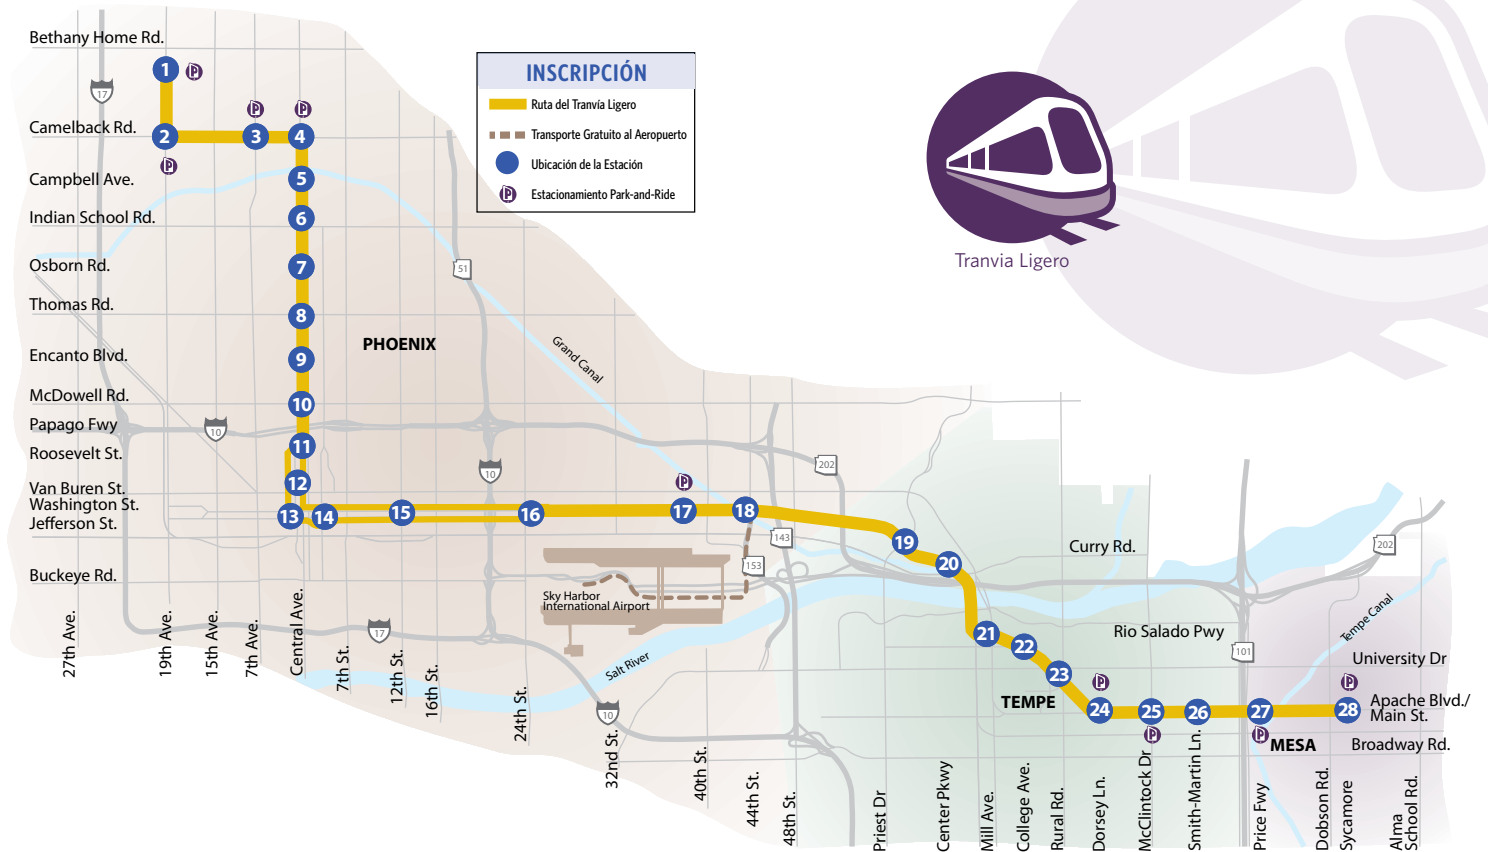 Bethany Home Rd.
Camelback Rd.
Campbell Ave.
Indian School Rd.
Osborn Rd.
Thomas Rd.
Encanto Blvd.
McDowell Rd.
Papago Fwy
Roosevelt St.
Van Buren St.
Washington St.
Jefferson St.
Buckeye Rd.
INSCRIPCIÓN
Ruta del Tranvía Ligero
Transporte Gratuito al Aeropuerto
Ubicación de la Estación
P
Estacionamiento Park-and-Ride
Tranvia Ligero
1
P
2
P
3
P
4
P
5
6
7
8
9
10
11
12
13
14
15
16
17
P
18
19
20
21
22
23
24
P
25
P
26
27
P
28
P
17
51
10
10
202
143
153
17
10
101
202
PHOENIX
Grand Canal
Sky Harbor
International Airport
Salt River
TEMPE
MESA
Curry Rd.
Rio Salado Pwy
Tempe Canal
University Dr
Apache Blvd./
Main St.
Broadway Rd.
27th Ave.
19th Ave.
15th Ave.
7th Ave.
Central Ave.
7th St.
12th St.
16th St.
24th St.
32nd St.
40th St.
44th St.
48th St.
Priest Dr
Center Pkwy
Mill Ave.
College Ave.
Rural Rd.
Dorsey Ln.
McClintock Dr
Smith-Martin Ln.
Price Fwy
Dobson Rd.
Sycamore
Alma
School Rd.